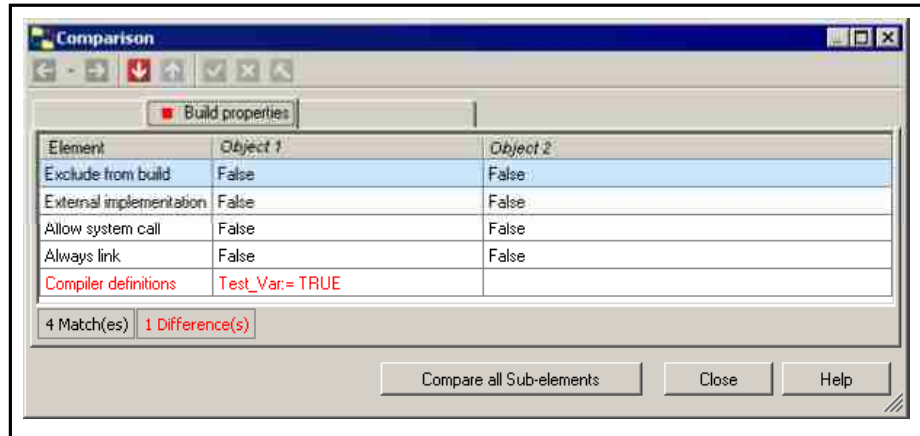 Comparison
Build properties
Element Object 1 Object 2
Exclude from build False False
External implementation False False
Allow system call False False
Always link False False
Compiler definitions Test_Var:= TRUE
4 Match(es) 1 Difference(s)
Compare all Sub-elements Close Help